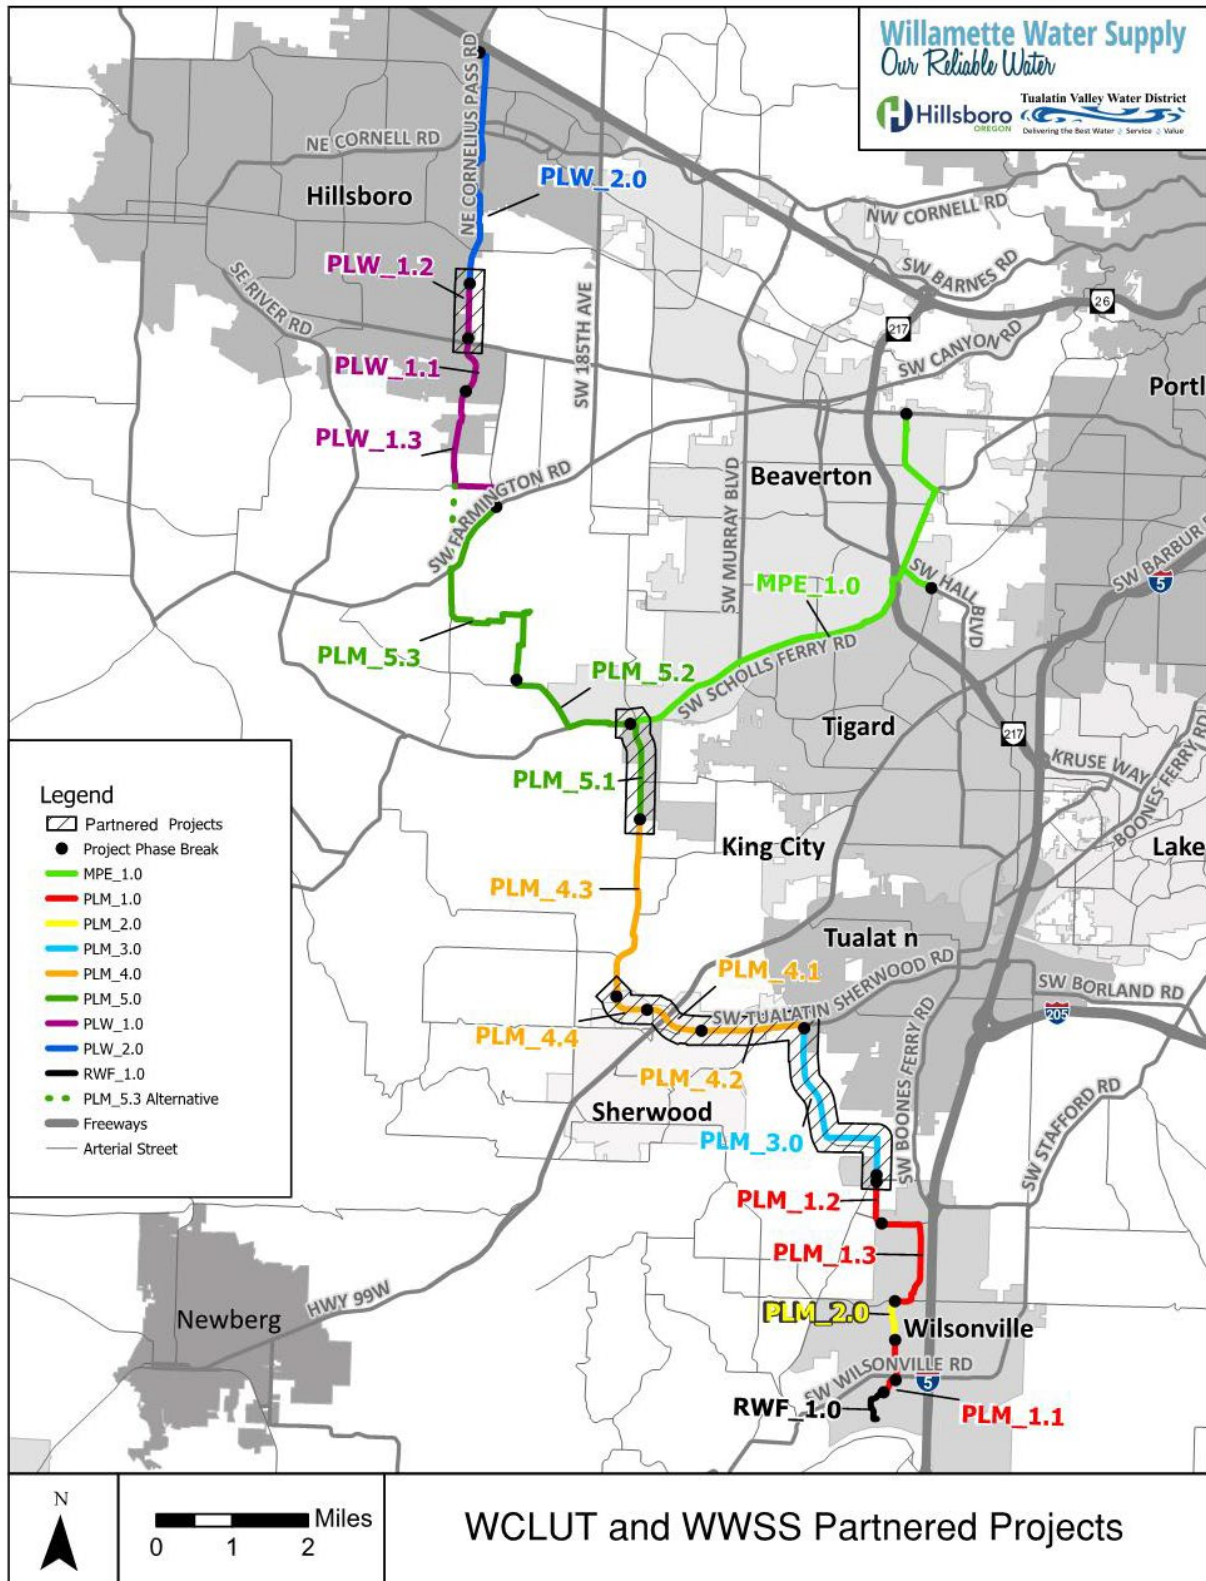 Willamette Water Supply
Our Reliable Water
Hillsboro
OREGON
Tualatin Valley Water District
Delivering the Best Water Service Value
NE CORNELIUS PASS RD
NE CORNELL RD
PLW_2.0
Hillsboro
NW CORNELL RD
PLW_1.2
SW BARNES RD
SE RIVER RD
26
217
SW 185TH AVE
SW CANYON RD
PLW_1.1
Portl
PLW_1.3
Beaverton
SW MURRAY BLVD
SW FARMINGTON RD
SW BARBUR
5
SW HALL BLVD
MPE_1.0
PLM_5.3
PLM_5.2
SW SCHOLLS FERRY RD
Tigard
217
KRUSE WAY
BOONES FERRY RD
PLM_5.1
King City
Lake
PLM_4.3
Tualat n
PLM_4.1
SW TUALATIN SHERWOOD RD
SW BORLAND RD
205
PLM_4.4
PLM_4.2
SW BOONES FERRY RD
SW STAFFORD RD
Sherwood
PLM_3.0
PLM_1.2
PLM_1.3
HWY 99W
Newberg
PLM_2.0
Wilsonville
SW WILSONVILLE RD
5
RWF_1.0
PLM_1.1
Legend
Partnered Projects
Project Phase Break
MPE_1.0
PLM_1.0
PLM_2.0
PLM_3.0
PLM_4.0
PLM_5.0
PLW_1.0
PLW_2.0
RWF_1.0
PLM_5.3 Alternative
Freeways
Arterial Street
N
Miles
0 1 2
WCLUT and WWSS Partnered Projects